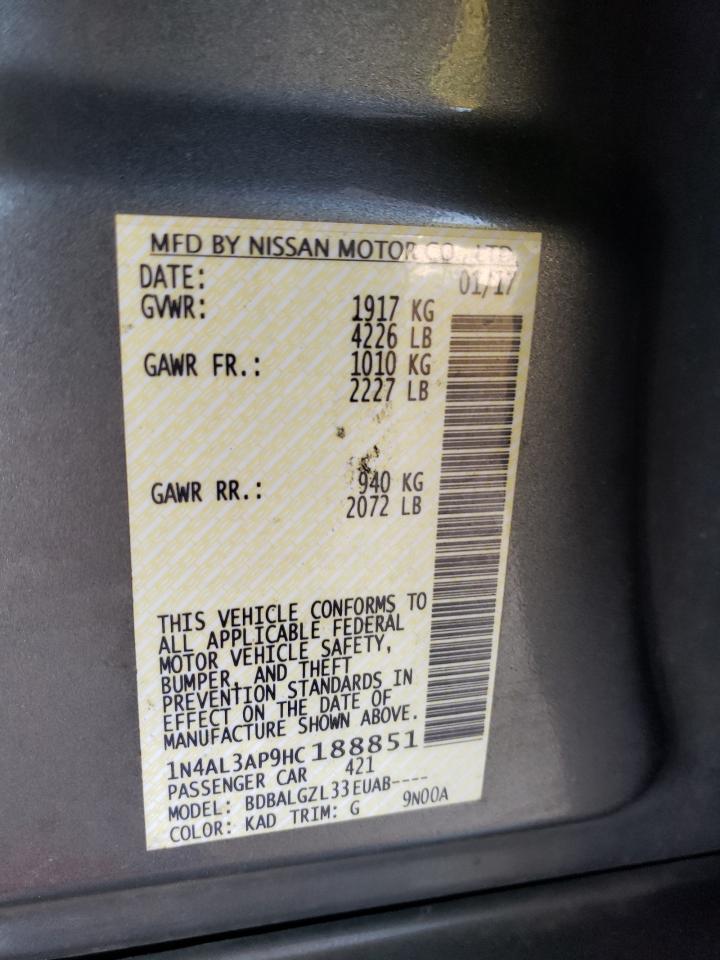 MFD BY NISSAN MOTOR CO., LTD.
DATE: 01/17
GVWR: 1917 KG
4226 LB
GAWR FR.: 1010 KG
2227 LB
GAWR RR.: 940 KG
2072 LB
THIS VEHICLE CONFORMS TO
ALL APPLICABLE FEDERAL
MOTOR VEHICLE SAFETY,
BUMPER, AND THEFT
PREVENTION STANDARDS IN
EFFECT ON THE DATE OF
MANUFACTURE SHOWN ABOVE.
1N4AL3AP9HC188851
PASSENGER CAR 421
MODEL: BDBALGZL33EUAB----
COLOR: KAD TRIM: G 9N00A